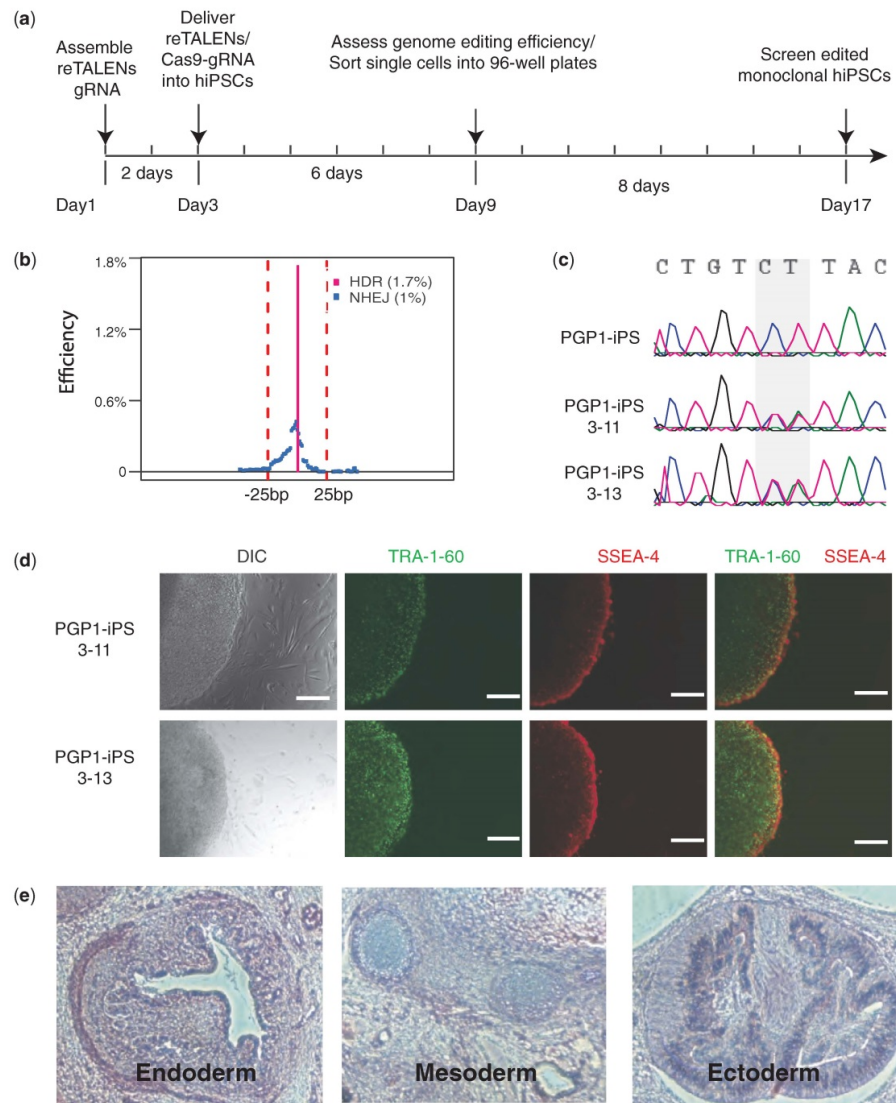 (a)
Assemble
reTALENs
gRNA
Deliver
reTALENs/
Cas9-gRNA
into hiPSCs
Assess genome editing efficiency/
Sort single cells into 96-well plates
Screen edited
monoclonal hiPSCs
2 days
6 days
8 days
Day1
Day3
Day9
Day17
(b)
1.8%
1.2%
0.6%
0
Efficiency
HDR (1.7%)
NHEJ (1%)
-25bp
25bp
(c)
C T G T C T T A C
PGP1-iPS
PGP1-iPS
3-11
PGP1-iPS
3-13
(d)
DIC
TRA-1-60
SSEA-4
TRA-1-60 SSEA-4
PGP1-iPS
3-11
PGP1-iPS
3-13
(e)
Endoderm
Mesoderm
Ectoderm